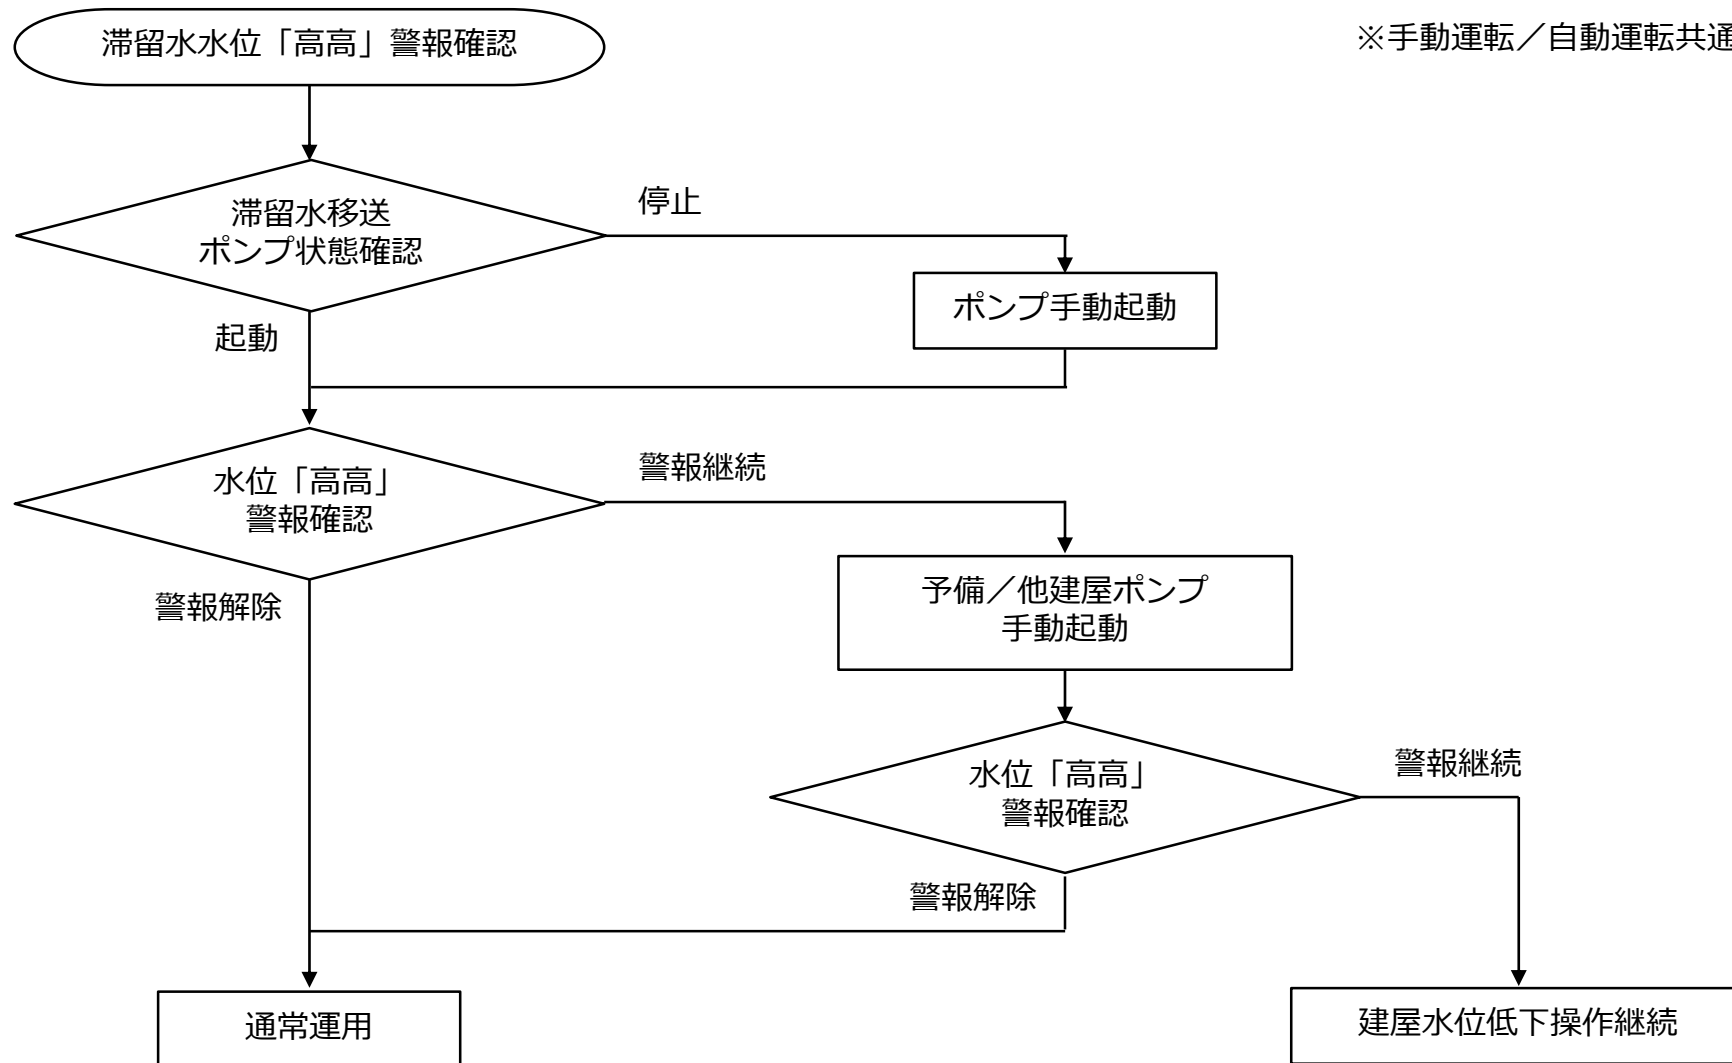 滞留水水位「高高」警報確認
※手動運転／自動運転共通
滞留水移送
ポンプ状態確認
停止
ポンプ手動起動
起動
水位「高高」
警報確認
警報継続
警報解除
予備／他建屋ポンプ
手動起動
水位「高高」
警報確認
警報継続
警報解除
通常運用
建屋水位低下操作継続